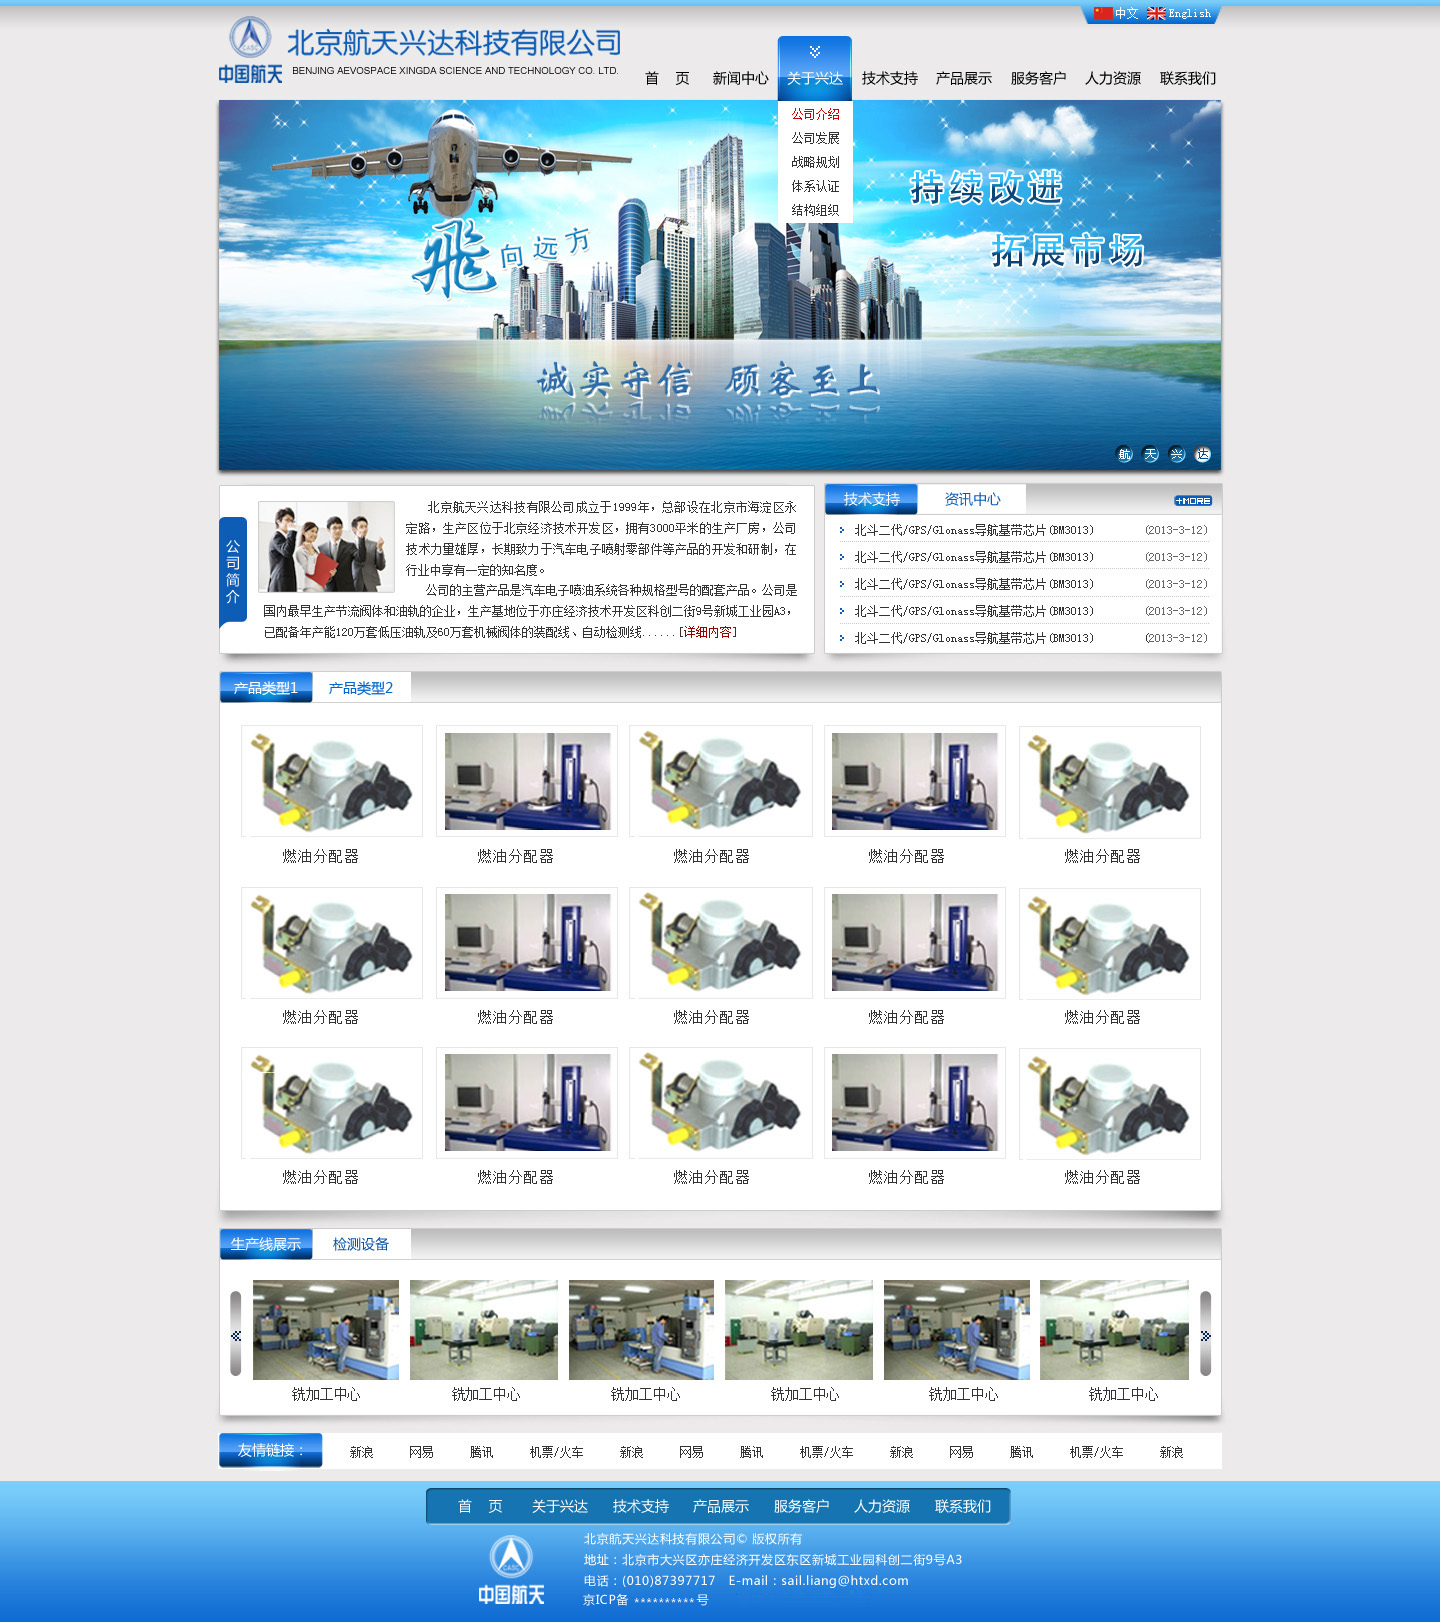 中文 English
CASC
中国航天
北京航天兴达科技有限公司
BENJING AEVOSPACE XINGDA SCIENCE AND TECHNOLOGY CO. LTD.
首 页 新闻中心 关于兴达 技术支持 产品展示 服务客户 人力资源 联系我们
公司介绍
公司发展
战略规划
体系认证
结构组织
持续改进
拓展市场
飛向远方
诚实守信 顾客至上
航 天 兴 达
公司简介
北京航天兴达科技有限公司成立于1999年，总部设在北京市海淀区永
定路，生产区位于北京经济技术开发区，拥有3000平米的生产厂房，公司
技术力量雄厚，长期致力于汽车电子喷射零部件等产品的开发和研制，在
行业中享有一定的知名度。
公司的主营产品是汽车电子喷油系统各种规格型号的配套产品。公司是
国内最早生产节流阀体和油轨的企业，生产基地位于亦庄经济技术开发区科创二街9号新城工业园A3，
已配备年产能120万套低压油轨及60万套机械阀体的装配线、自动检测线......[详细内容]
技术支持 资讯中心 +MORE
北斗二代/GPS/Glonass导航基带芯片(BM3013) (2013-3-12)
北斗二代/GPS/Glonass导航基带芯片(BM3013) (2013-3-12)
北斗二代/GPS/Glonass导航基带芯片(BM3013) (2013-3-12)
北斗二代/GPS/Glonass导航基带芯片(BM3013) (2013-3-12)
北斗二代/GPS/Glonass导航基带芯片(BM3013) (2013-3-12)
产品类型1 产品类型2
燃油分配器 燃油分配器 燃油分配器 燃油分配器 燃油分配器
燃油分配器 燃油分配器 燃油分配器 燃油分配器 燃油分配器
燃油分配器 燃油分配器 燃油分配器 燃油分配器 燃油分配器
生产线展示 检测设备
铣加工中心 铣加工中心 铣加工中心 铣加工中心 铣加工中心 铣加工中心
友情链接： 新浪 网易 腾讯 机票/火车 新浪 网易 腾讯 机票/火车 新浪 网易 腾讯 机票/火车 新浪
首 页 关于兴达 技术支持 产品展示 服务客户 人力资源 联系我们
CASC
中国航天
北京航天兴达科技有限公司© 版权所有
地址：北京市大兴区亦庄经济开发区东区新城工业园科创二街9号A3
电话：(010)87397717 E-mail：sail.liang@htxd.com
京ICP备 **********号